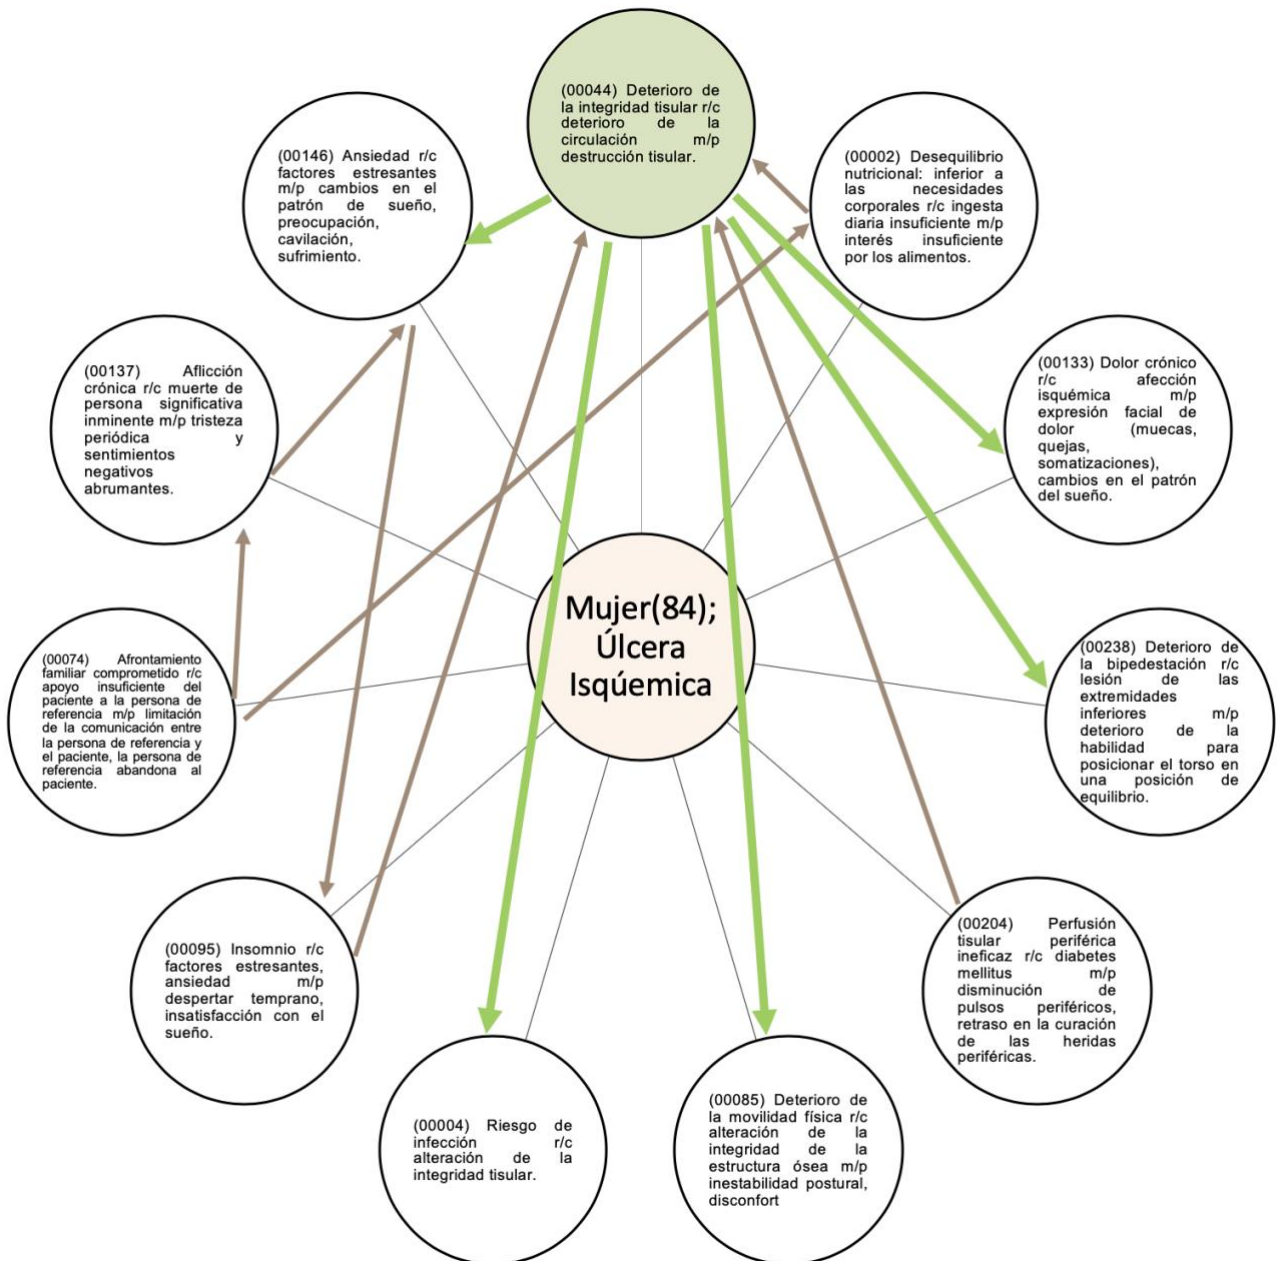 (00044) Deterioro de
la integridad tisular r/c
deterioro de la
circulación m/p
destrucción tisular.
(00146) Ansiedad r/c
factores estresantes
m/p cambios en el
patrón de sueño,
preocupación,
cavilación,
sufrimiento.
(00002) Desequilibrio
nutricional: inferior a
las necesidades
corporales r/c ingesta
diaria insuficiente m/p
interés insuficiente
por los alimentos.
(00137) Aflicción
crónica r/c muerte de
persona significativa
inminente m/p tristeza
periódica y
sentimientos
negativos
abrumantes.
(00133) Dolor crónico
r/c afección
isquémica m/p
expresión facial de
dolor (muecas,
quejas,
somatizaciones),
cambios en el patrón
del sueño.
Mujer(84);
Úlcera
Isqúemica
(00074) Afrontamiento
familiar comprometido r/c
apoyo insuficiente del
paciente a la persona de
referencia m/p limitación
de la comunicación entre
la persona de referencia y
el paciente, la persona de
referencia abandona al
paciente.
(00238) Deterioro de
la bipedestación r/c
lesión de las
extremidades
inferiores m/p
deterioro de la
habilidad para
posicionar el torso en
una posición de
equilibrio.
(00095) Insomnio r/c
factores estresantes,
ansiedad m/p
despertar temprano,
insatisfacción con el
sueño.
(00204) Perfusión
tisular periférica
ineficaz r/c diabetes
mellitus m/p
disminución de
pulsos periféricos,
retraso en la curación
de las heridas
periféricas.
(00004) Riesgo de
infección r/c
alteración de la
integridad tisular.
(00085) Deterioro de
la movilidad física r/c
alteración de la
integridad de la
estructura ósea m/p
inestabilidad postural,
disconfort